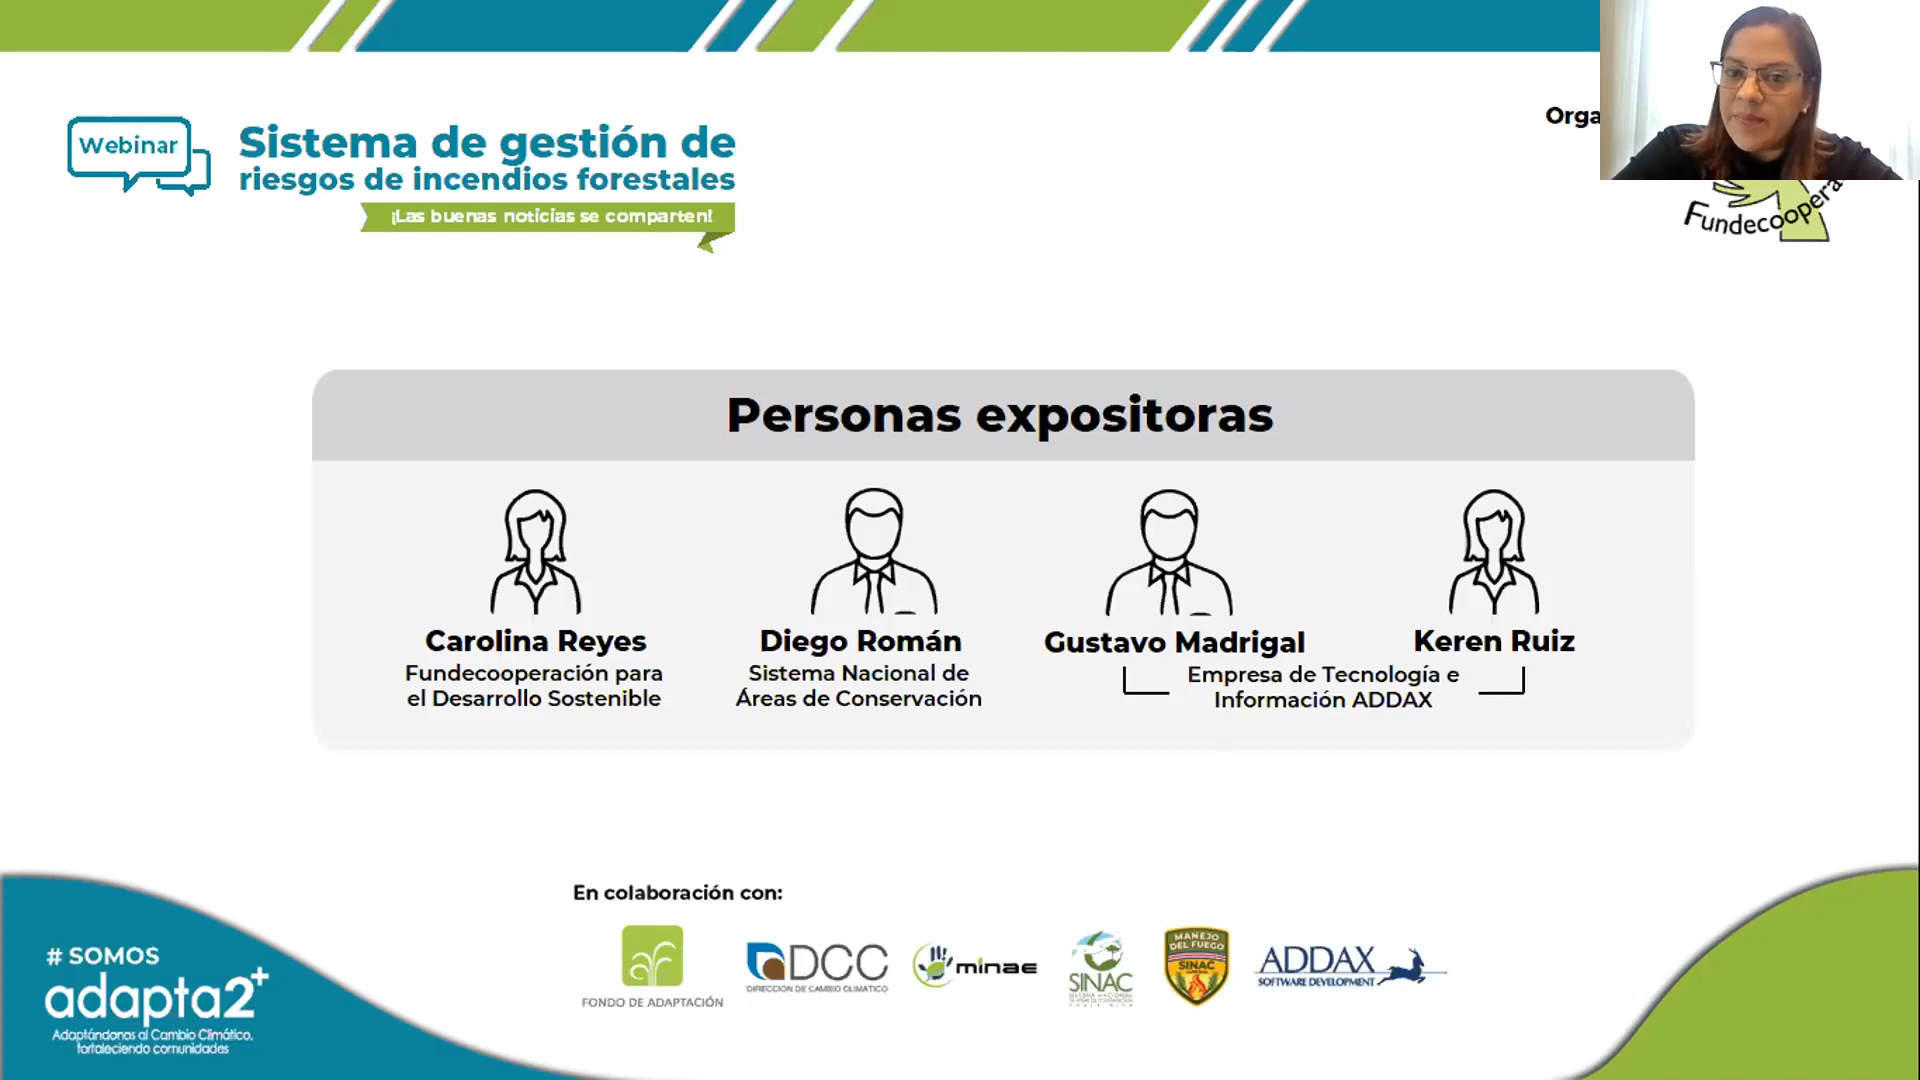 Webinar
Sistema de gestión de
riesgos de incendios forestales
¡Las buenas noticias se comparten!
Orga
Fundecoopera
Personas expositoras
Carolina Reyes
Fundecooperación para
el Desarrollo Sostenible
Diego Román
Sistema Nacional de
Áreas de Conservación
Gustavo Madrigal
Keren Ruiz
Empresa de Tecnología e
Información ADDAX
En colaboración con:
FONDO DE ADAPTACIÓN
DCC
DIRECCION DE CAMBIO CLIMATICO
minae
SINAC
MANEJO
DEL FUEGO
SINAC
ADDAX
SOFTWARE DEVELOPMENT
# SOMOS
adapta2+
Adaptándonos al Cambio Climático,
fortaleciendo comunidades